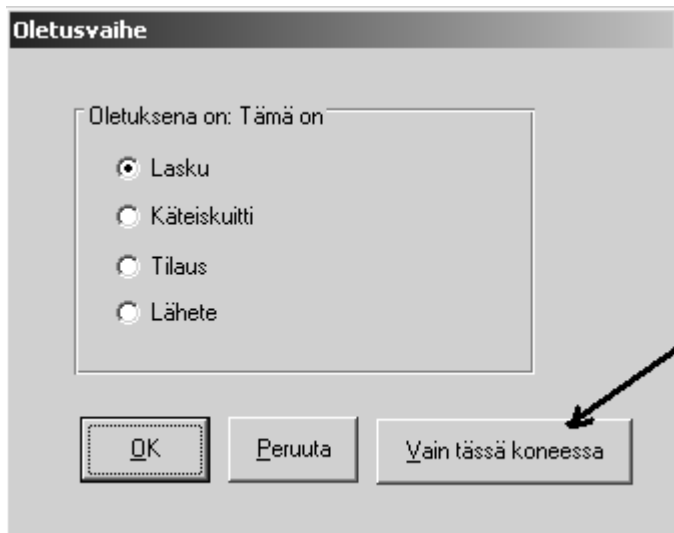 Oletusvaihe
Oletuksena on: Tämä on
Lasku
Käteiskuitti
Tilaus
Lähete
OK
Peruuta
Vain tässä koneessa